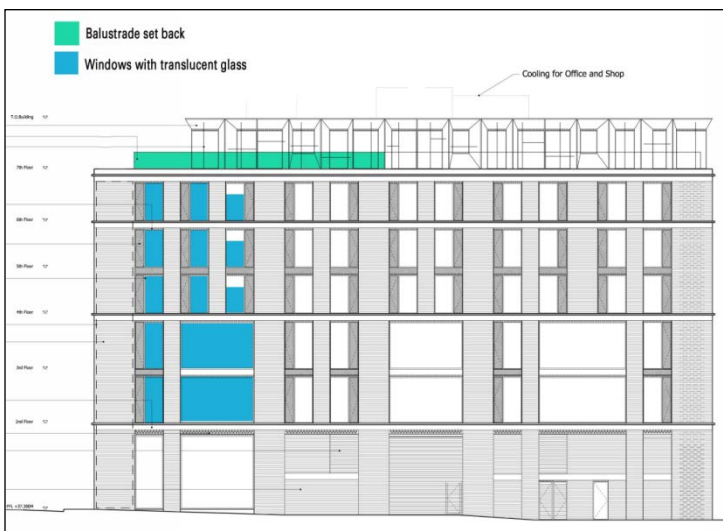 Balustrade set back
Windows with translucent glass
Cooling for Office and Shop
T.O.Building
7th Floor
6th Floor
5th Floor
4th Floor
3rd Floor
2nd Floor